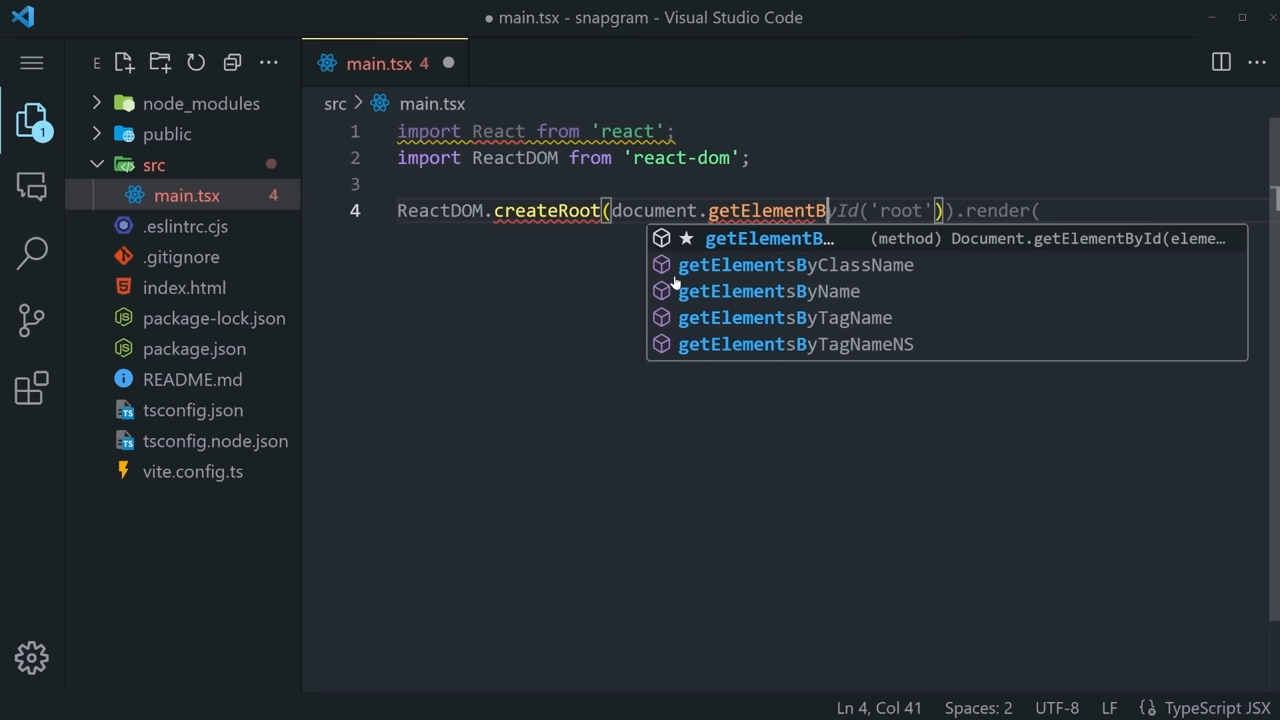 ● main.tsx - snapgram - Visual Studio Code
E
main.tsx 4
src > main.tsx
node_modules
public
src
main.tsx 4
.eslintrc.cjs
.gitignore
index.html
package-lock.json
package.json
README.md
tsconfig.json
tsconfig.node.json
vite.config.ts
1
1 import React from 'react';
2 import ReactDOM from 'react-dom';
3
4 ReactDOM.createRoot(document.getElementById('root')).render(
getElementB… (method) Document.getElementById(eleme…
getElementsByClassName
getElementsByName
getElementsByTagName
getElementsByTagNameNS
Ln 4, Col 41 Spaces: 2 UTF-8 LF TypeScript JSX